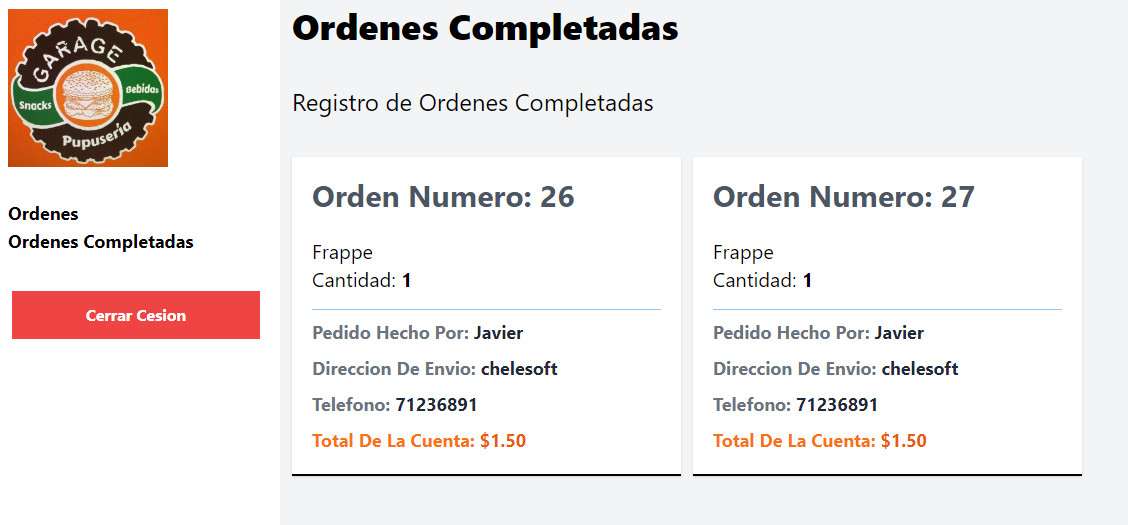 GARAGE
Snacks
Bebidas
Pupusería
Ordenes
Ordenes Completadas
Cerrar Cesion
Ordenes Completadas
Registro de Ordenes Completadas
Orden Numero: 26
Frappe
Cantidad: 1
Pedido Hecho Por: Javier
Direccion De Envio: chelesoft
Telefono: 71236891
Total De La Cuenta: $1.50
Orden Numero: 27
Frappe
Cantidad: 1
Pedido Hecho Por: Javier
Direccion De Envio: chelesoft
Telefono: 71236891
Total De La Cuenta: $1.50